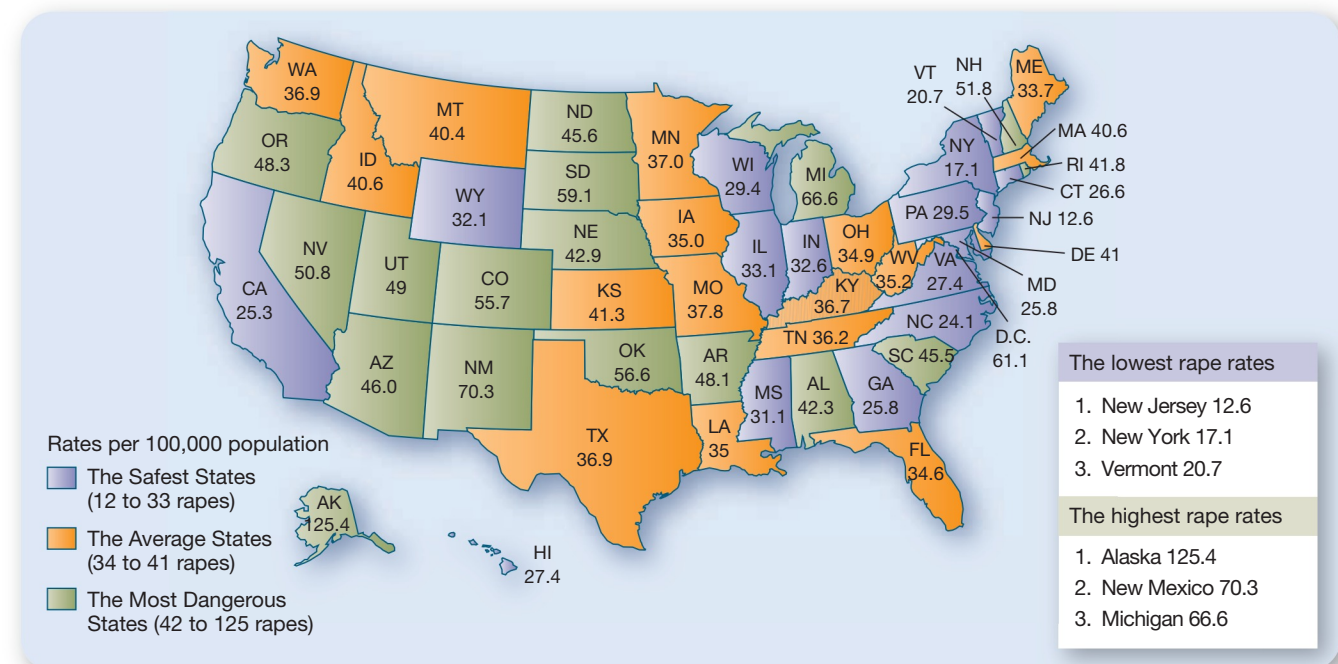 WA
36.9
OR
48.3
CA
25.3
NV
50.8
ID
40.6
MT
40.4
WY
32.1
UT
49
CO
55.7
AZ
46.0
NM
70.3
ND
45.6
SD
59.1
NE
42.9
KS
41.3
OK
56.6
TX
36.9
MN
37.0
IA
35.0
MO
37.8
AR
48.1
LA
35
WI
29.4
IL
33.1
MI
66.6
IN
32.6
OH
34.9
KY
36.7
TN 36.2
MS
31.1
AL
42.3
GA
25.8
FL
34.6
SC 45.5
NC 24.1
VA
27.4
WV
35.2
PA 29.5
NY
17.1
VT
20.7
NH
51.8
ME
33.7
MA 40.6
RI 41.8
CT 26.6
NJ 12.6
DE 41
MD
25.8
D.C.
61.1
AK
125.4
HI
27.4
Rates per 100,000 population
The Safest States
(12 to 33 rapes)
The Average States
(34 to 41 rapes)
The Most Dangerous
States (42 to 125 rapes)
The lowest rape rates
1. New Jersey 12.6
2. New York 17.1
3. Vermont 20.7
The highest rape rates
1. Alaska 125.4
2. New Mexico 70.3
3. Michigan 66.6